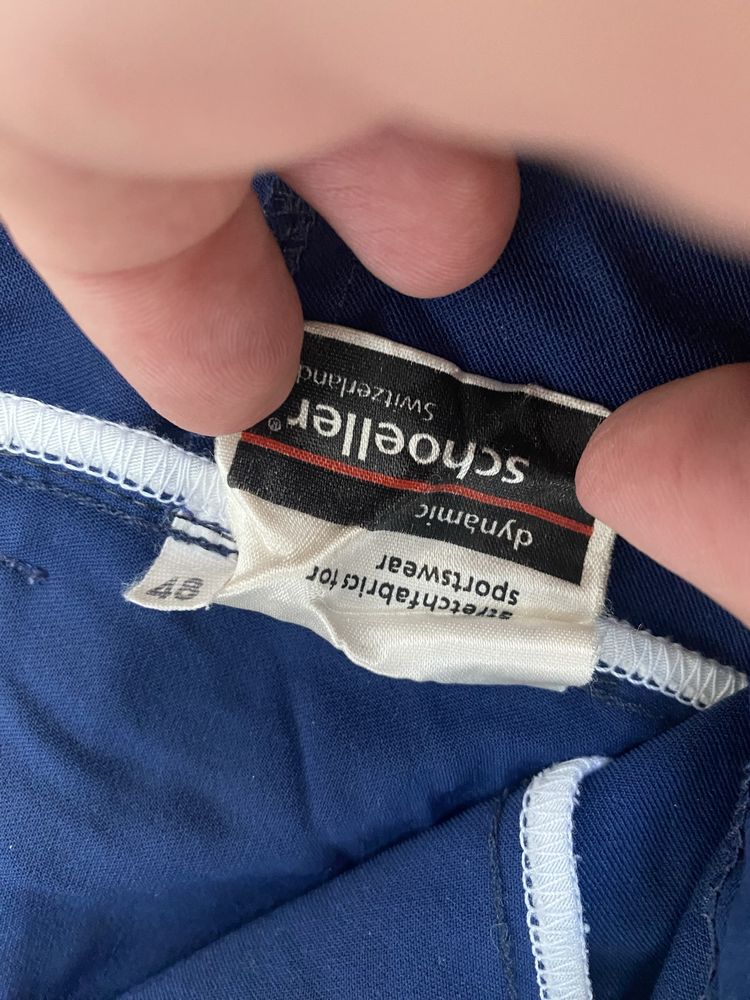 Switzerland
schoeller®
dynamic
stretchfabrics for
sportswear
48